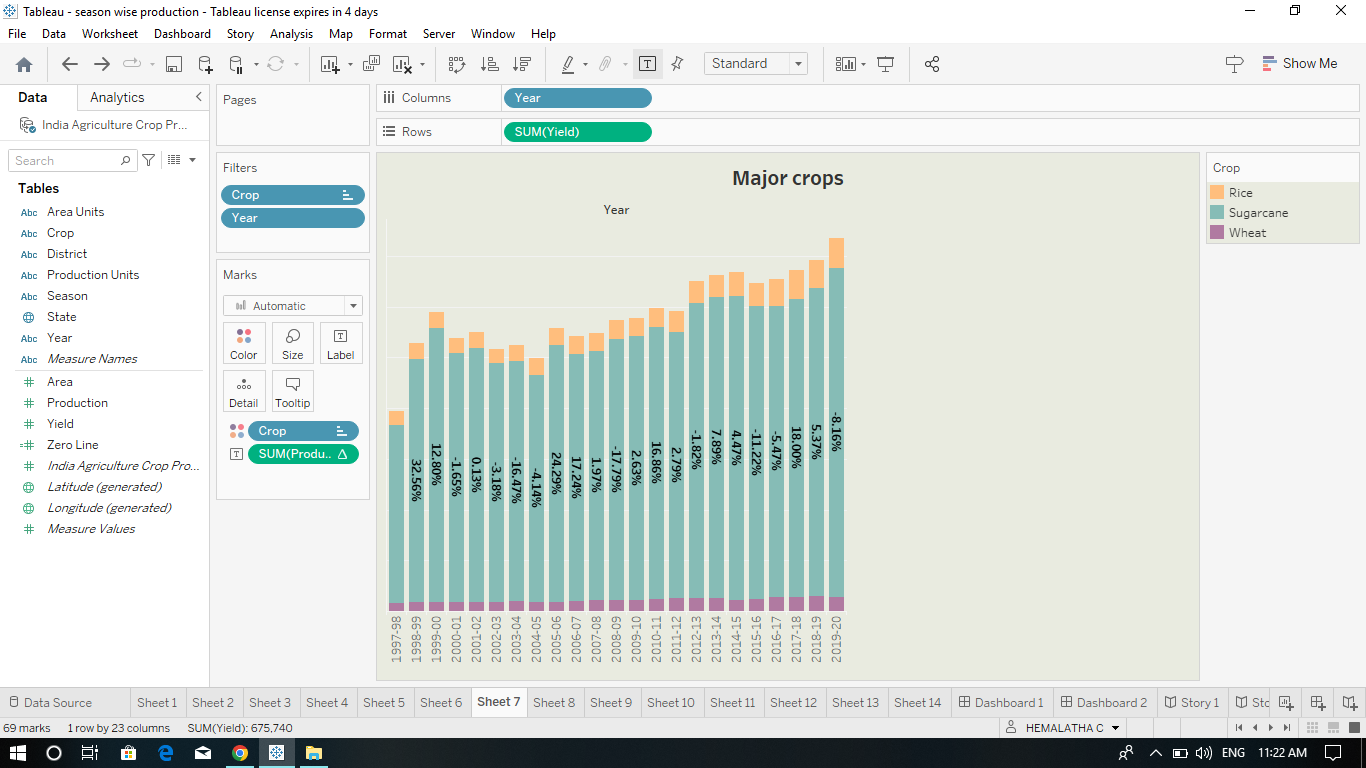 Tableau - season wise production - Tableau license expires in 4 days
File Data Worksheet Dashboard Story Analysis Map Format Server Window Help
Standard
Show Me
Data Analytics
India Agriculture Crop Pr...
Search
Tables
Abc Area Units
Abc Crop
Abc District
Abc Production Units
Abc Season
State
Abc Year
Abc Measure Names
# Area
# Production
# Yield
=# Zero Line
# India Agriculture Crop Pro...
Latitude (generated)
Longitude (generated)
# Measure Values
Pages
Filters
Crop
Year
Marks
Automatic
Color Size Label
Detail Tooltip
Crop
SUM(Produ.. Δ
Columns Year
Rows SUM(Yield)
Major crops
Year
32.56%
12.80%
-1.65%
0.13%
-3.18%
-16.47%
-4.14%
24.29%
17.24%
1.97%
-17.79%
2.63%
16.86%
2.79%
-1.82%
7.89%
4.47%
-11.22%
-5.47%
18.00%
5.37%
-8.16%
1997-98
1998-99
1999-00
2000-01
2001-02
2002-03
2003-04
2004-05
2005-06
2006-07
2007-08
2008-09
2009-10
2010-11
2011-12
2012-13
2013-14
2014-15
2015-16
2016-17
2017-18
2018-19
2019-20
Crop
Rice
Sugarcane
Wheat
Data Source Sheet 1 Sheet 2 Sheet 3 Sheet 4 Sheet 5 Sheet 6 Sheet 7 Sheet 8 Sheet 9 Sheet 10 Sheet 11 Sheet 12 Sheet 13 Sheet 14 Dashboard 1 Dashboard 2 Story 1 Stc
69 marks 1 row by 23 columns SUM(Yield): 675,740 HEMALATHA C
ENG 11:22 AM